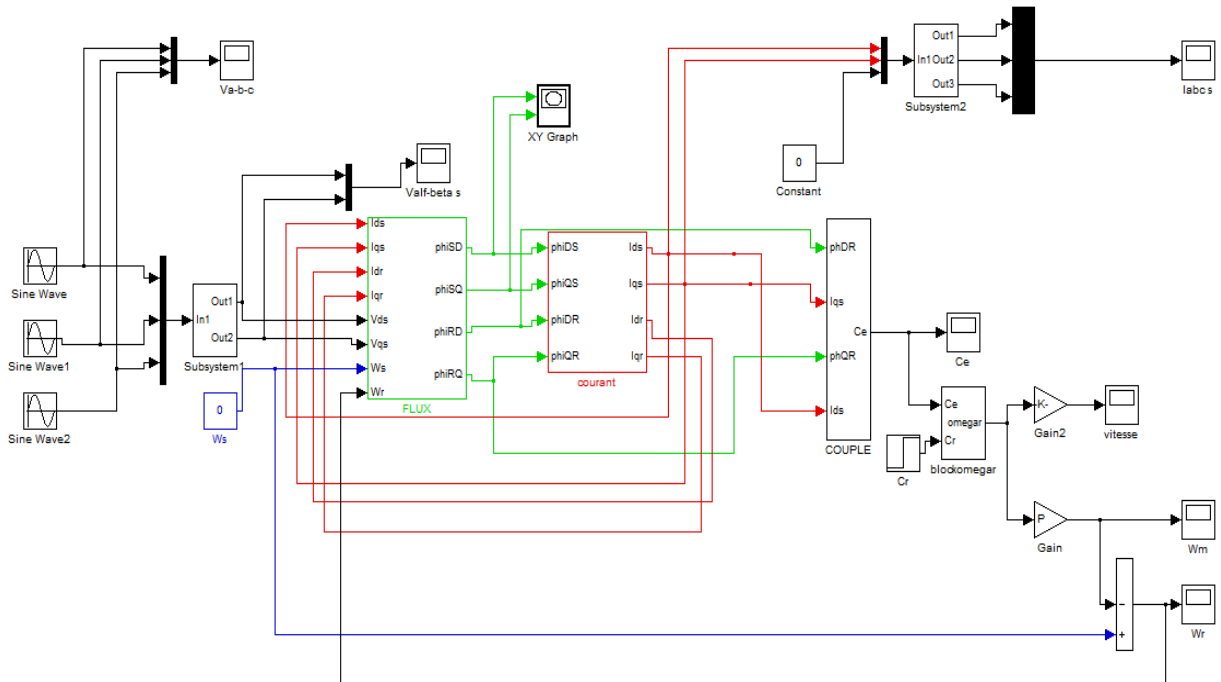 Va-b-c
Out1
In1 Out2
Out3
Subsystem2
Iabc s
XY Graph
0
Constant
Valf-beta s
Sine Wave
Sine Wave1
Sine Wave2
In1
Out1
Out2
Subsystem1
0
Ws
Ids
Iqs
Idr
Iqr
Vds
Vqs
Ws
Wr
phiSD
phiSQ
phiRD
phiRQ
FLUX
phiDS
phiQS
phiDR
phiQR
Ids
Iqs
Idr
Iqr
courant
phDR
Iqs
phQR
Ids
Ce
COUPLE
Ce
Ce
omegar
Cr
blockomegar
Cr
-K-
Gain2
vitesse
P
Gain
Wm
−
+
Wr